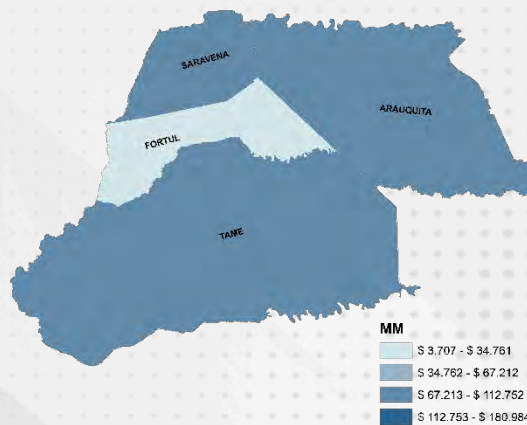 SARAVENA
ARAUQUITA
FORTUL
TAME
MM
$ 3.707 - $ 34.761
$ 34.762 - $ 67.212
$ 67.213 - $ 112.752
$ 112.753 - $ 180.984